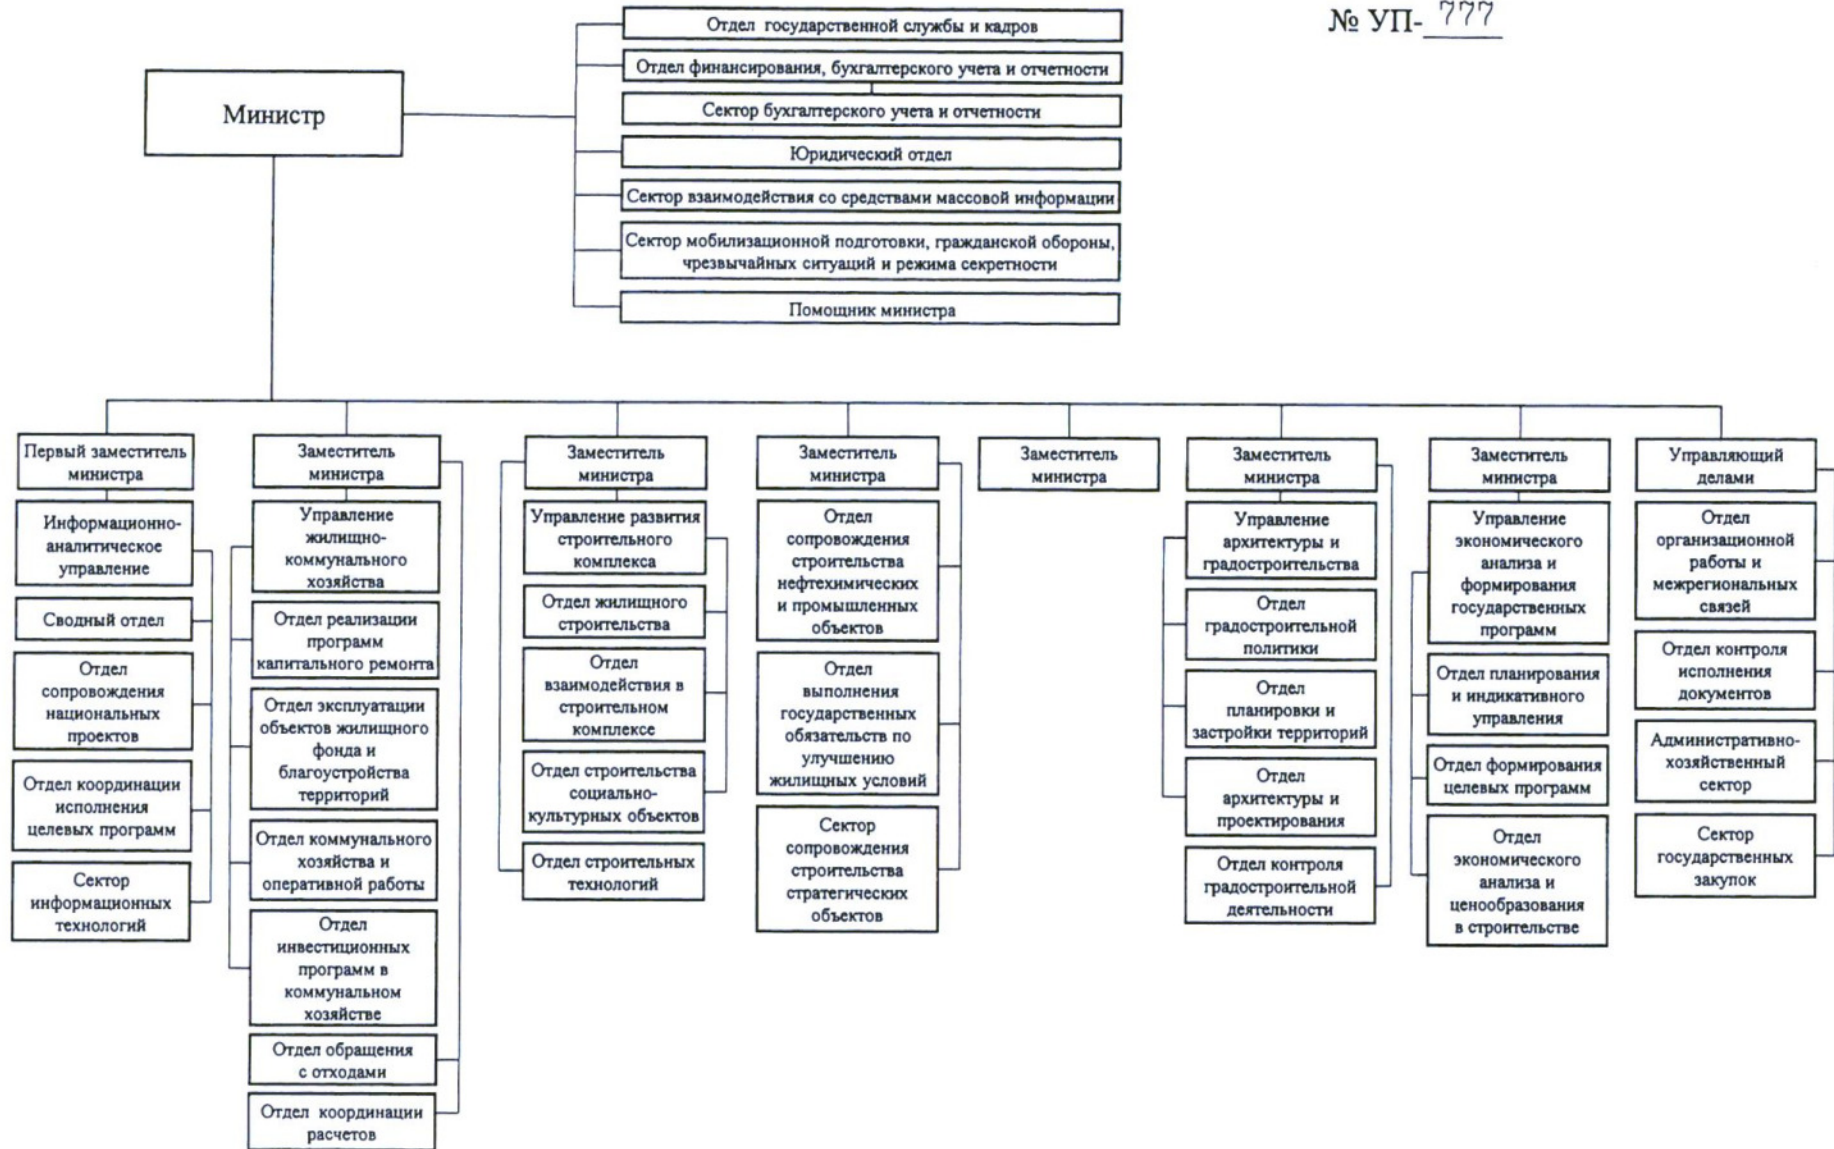 № УП- 777
Отдел государственной службы и кадров
Отдел финансирования, бухгалтерского учета и отчетности
Сектор бухгалтерского учета и отчетности
Министр
Юридический отдел
Сектор взаимодействия со средствами массовой информации
Сектор мобилизационной подготовки, гражданской обороны,
чрезвычайных ситуаций и режима секретности
Помощник министра
Первый заместитель
министра
Информационно-
аналитическое
управление
Сводный отдел
Отдел
сопровождения
национальных
проектов
Отдел координации
исполнения
целевых программ
Сектор
информационных
технологий
Заместитель
министра
Управление
жилищно-
коммунального
хозяйства
Отдел реализации
программ
капитального ремонта
Отдел эксплуатации
объектов жилищного
фонда и
благоустройства
территорий
Отдел коммунального
хозяйства и
оперативной работы
Отдел
инвестиционных
программ в
коммунальном
хозяйстве
Отдел обращения
с отходами
Отдел координации
расчетов
Заместитель
министра
Управление развития
строительного
комплекса
Отдел жилищного
строительства
Отдел
взаимодействия в
строительном
комплексе
Отдел строительства
социально-
культурных объектов
Отдел строительных
технологий
Заместитель
министра
Отдел
сопровождения
строительства
нефтехимических
и промышленных
объектов
Отдел
выполнения
государственных
обязательств по
улучшению
жилищных условий
Сектор
сопровождения
строительства
стратегических
объектов
Заместитель
министра
Заместитель
министра
Управление
архитектуры и
градостроительства
Отдел
градостроительной
политики
Отдел
планировки и
застройки территорий
Отдел
архитектуры и
проектирования
Отдел контроля
градостроительной
деятельности
Заместитель
министра
Управление
экономического
анализа и
формирования
государственных
программ
Отдел планирования
и индикативного
управления
Отдел формирования
целевых программ
Отдел
экономического
анализа и
ценообразования
в строительстве
Управляющий
делами
Отдел
организационной
работы и
межрегиональных
связей
Отдел контроля
исполнения
документов
Административно-
хозяйственный
сектор
Сектор
государственных
закупок